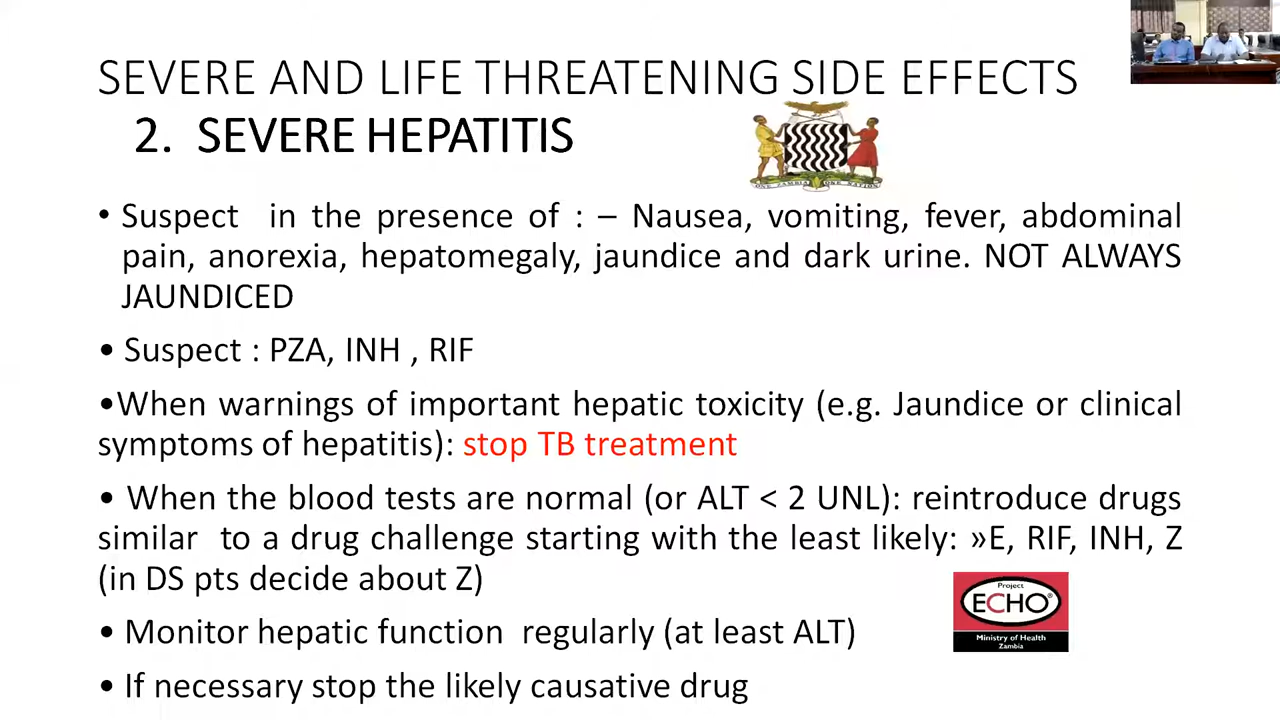 SEVERE AND LIFE THREATENING SIDE EFFECTS
2. SEVERE HEPATITIS
ONE ZAMBIA ONE NATION
• Suspect in the presence of : – Nausea, vomiting, fever, abdominal
pain, anorexia, hepatomegaly, jaundice and dark urine. NOT ALWAYS
JAUNDICED
• Suspect : PZA, INH , RIF
•When warnings of important hepatic toxicity (e.g. Jaundice or clinical
symptoms of hepatitis): stop TB treatment
• When the blood tests are normal (or ALT < 2 UNL): reintroduce drugs
similar to a drug challenge starting with the least likely: »E, RIF, INH, Z
(in DS pts decide about Z)
Project
ECHO®
Ministry of Health
Zambia
• Monitor hepatic function regularly (at least ALT)
• If necessary stop the likely causative drug